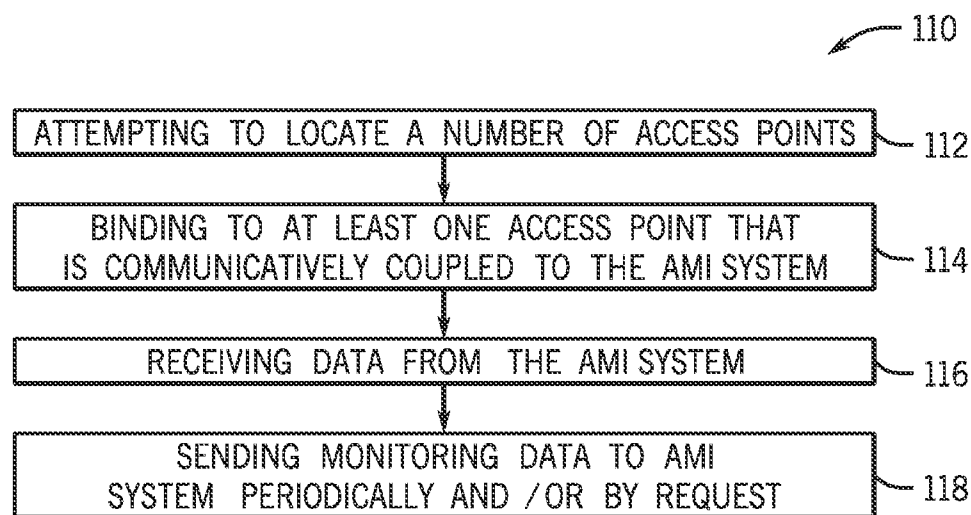 110
ATTEMPTING TO LOCATE A NUMBER OF ACCESS POINTS
112
BINDING TO AT LEAST ONE ACCESS POINT THAT
IS COMMUNICATIVELY COUPLED TO THE AMI SYSTEM
114
RECEIVING DATA FROM THE AMI SYSTEM
116
SENDING MONITORING DATA TO AMI
SYSTEM PERIODICALLY AND / OR BY REQUEST
118